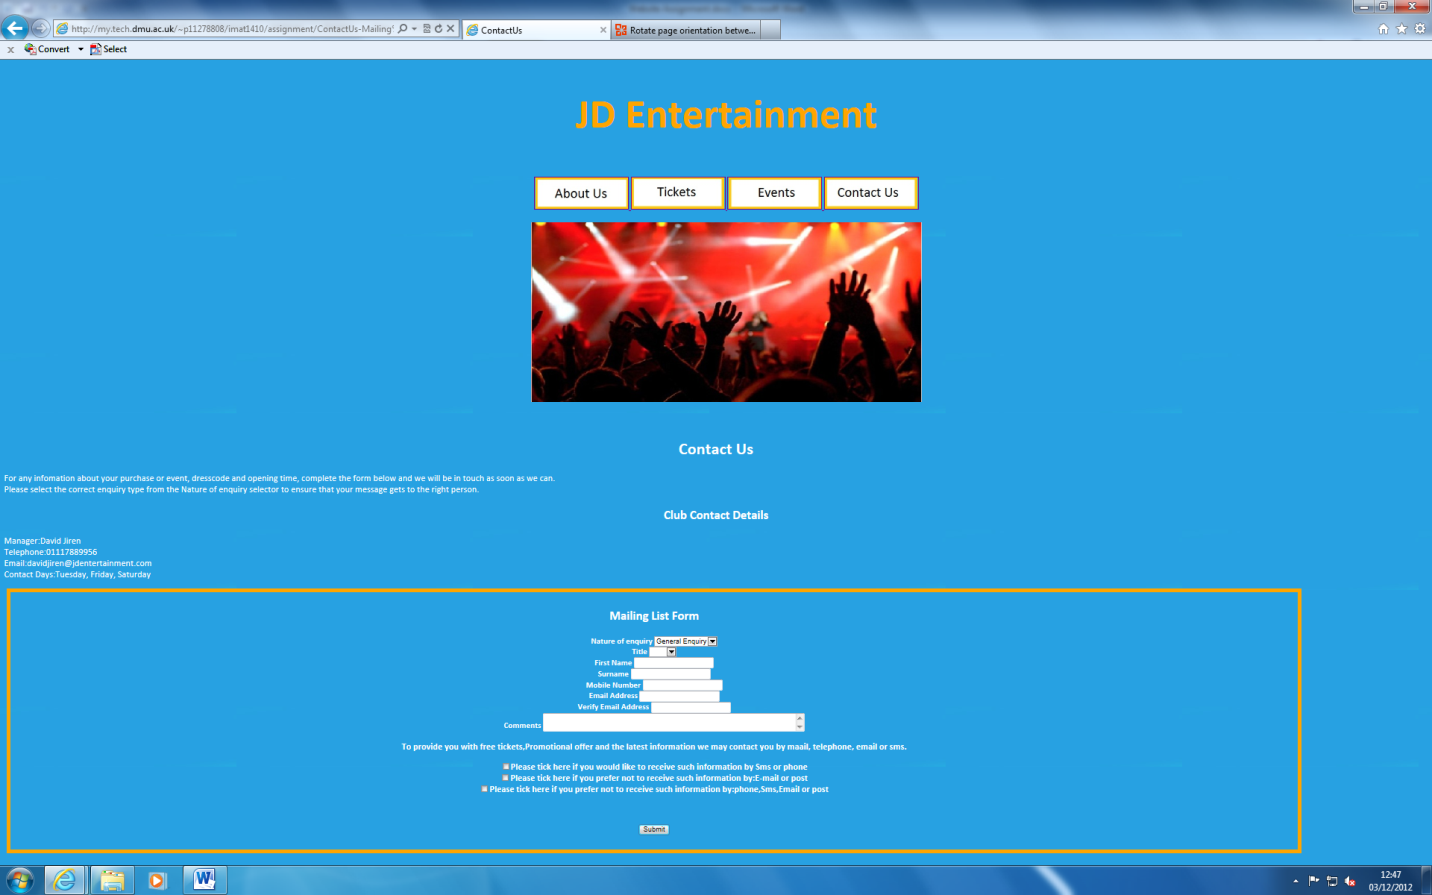 http://my.tech.dmu.ac.uk/~p11278808/imat1410/assignment/ContactUs-Mailing
ContactUs
Rotate page orientation betwe...
x Convert Select
JD Entertainment
About Us Tickets Events Contact Us
Contact Us
For any infomation about your purchase or event, dresscode and opening time, complete the form below and we will be in touch as soon as we can.
Please select the correct enquiry type from the Nature of enquiry selector to ensure that your message gets to the right person.
Club Contact Details
Manager:David Jiren
Telephone:01117889956
Email:davidjiren@jdentertainment.com
Contact Days:Tuesday, Friday, Saturday
Mailing List Form
Nature of enquiry General Enquiry
Title
First Name
Surname
Mobile Number
Email Address
Verify Email Address
Comments
To provide you with free tickets,Promotional offer and the latest information we may contact you by maail, telephone, email or sms.
Please tick here if you would like to receive such information by Sms or phone
Please tick here if you prefer not to receive such information by:E-mail or post
Please tick here if you prefer not to receive such information by:phone,Sms,Email or post
Submit
12:47
03/12/2012